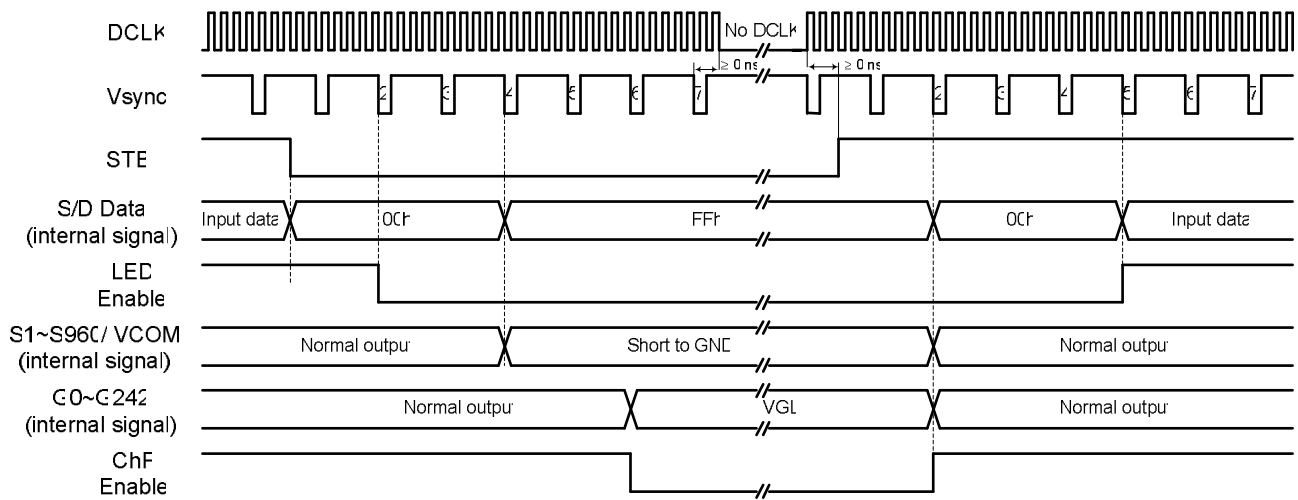 DCLK
No DCLK
≥ 0 ns
≥ 0 ns
Vsync
2 3 4 5 6 7 2 3 4 5 6 7
STB
S/D Data
(internal signal)
Input data
00h
FFh
00h
Input data
LED
Enable
S1~S960/ VCOM
(internal signal)
Normal output
Short to GND
Normal output
G0~G242
(internal signal)
Normal output
VGL
Normal output
ChP
Enable